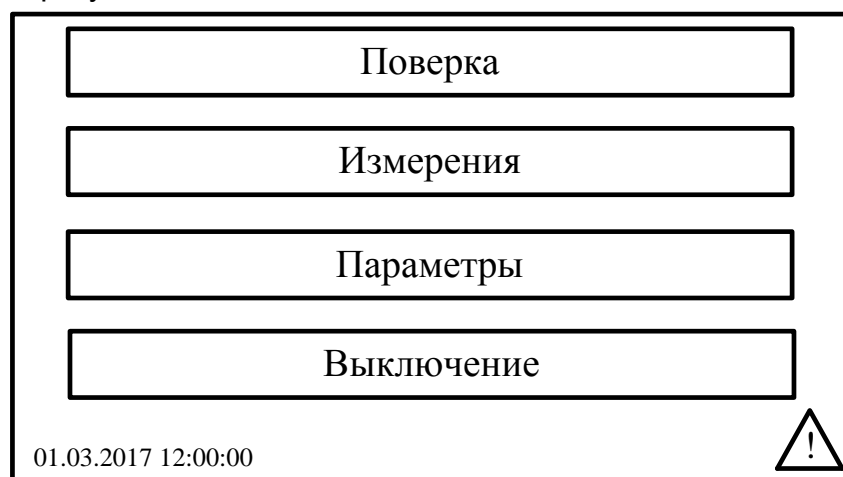 Поверка
Измерения
Параметры
Выключение
01.03.2017 12:00:00
!